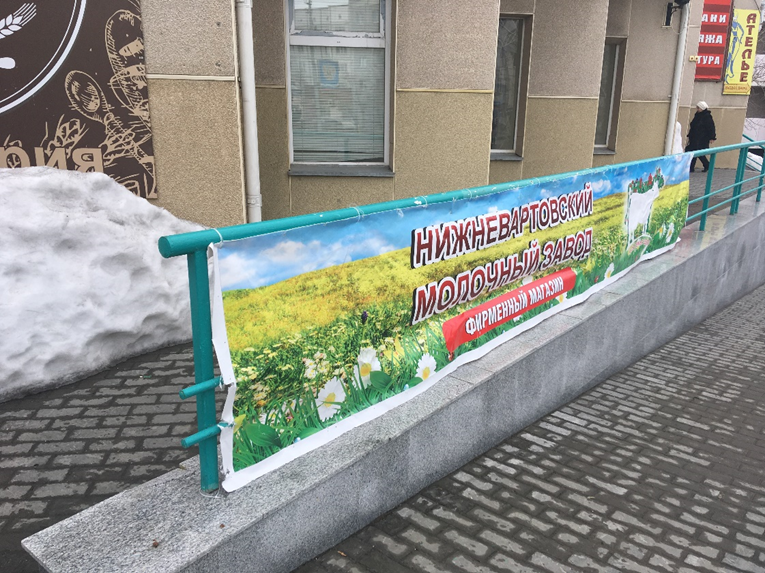 НИЖНЕВАРТОВСКИЙ
МОЛОЧНЫЙ ЗАВОД
ФИРМЕННЫЙ МАГАЗИН
АТЕЛЬЕ